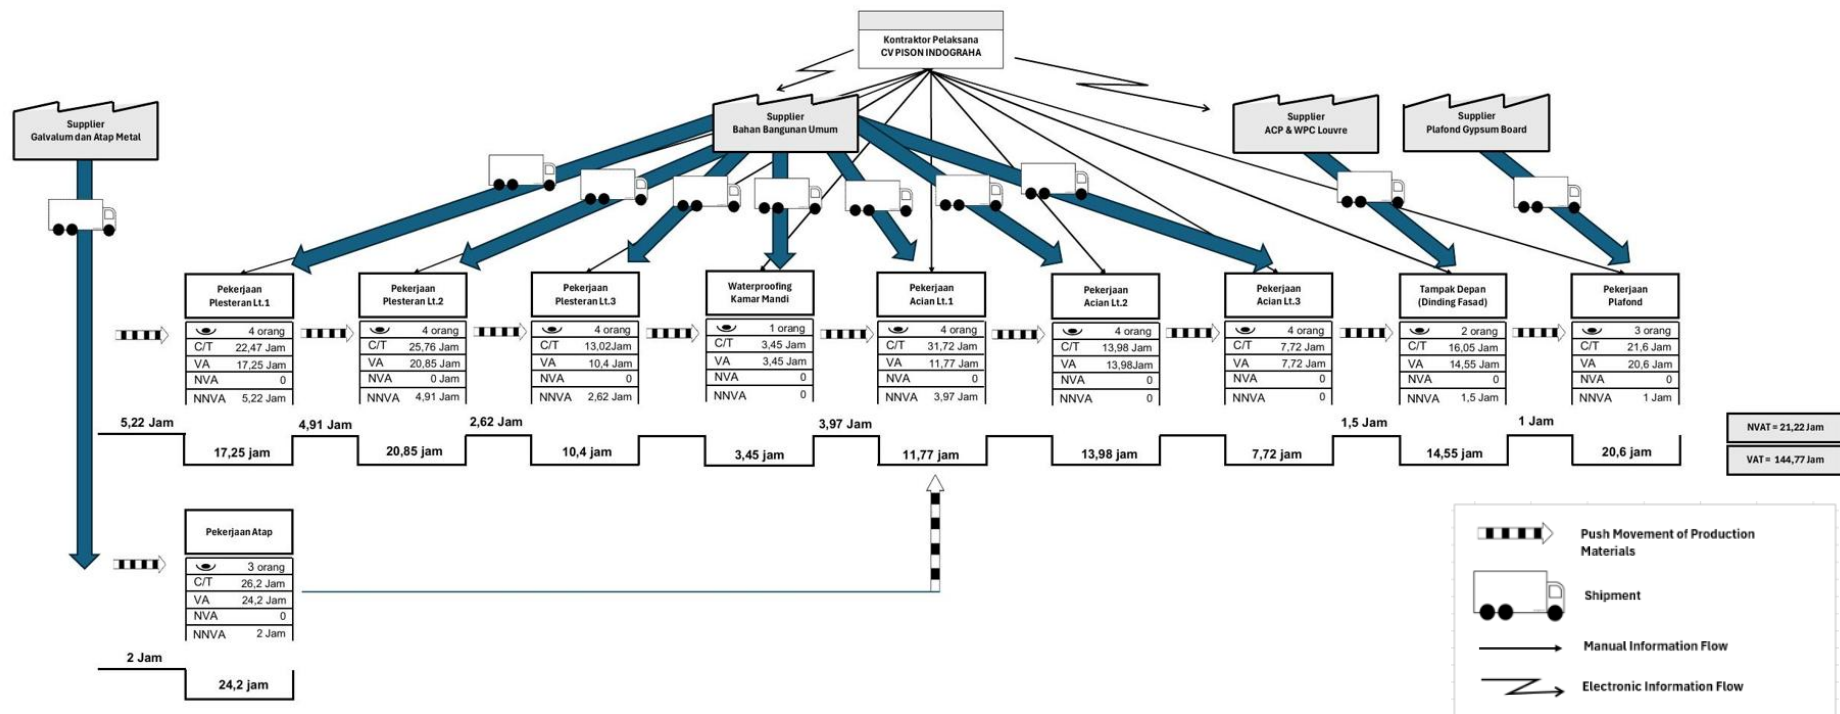 Kontraktor Pelaksana
CV PISON INDOGRAHA
Supplier
Galvalum dan Atap Metal
Supplier
Bahan Bangunan Umum
Supplier
ACP & WPC Louvre
Supplier
Plafond Gypsum Board
Pekerjaan
Plesteran Lt.1
4 orang
C/T 22,47 Jam
VA 17,25 Jam
NVA 0
NNVA 5,22 Jam
Pekerjaan
Plesteran Lt.2
4 orang
C/T 25,76 Jam
VA 20,85 Jam
NVA 0 Jam
NNVA 4,91 Jam
Pekerjaan
Plesteran Lt.3
4 orang
C/T 13,02Jam
VA 10,4 Jam
NVA 0
NNVA 2,62 Jam
Waterproofing
Kamar Mandi
1 orang
C/T 3,45 Jam
VA 3,45 Jam
NVA 0
NNVA 0
Pekerjaan
Acian Lt.1
4 orang
C/T 31,72 Jam
VA 11,77 Jam
NVA 0
NNVA 3,97 Jam
Pekerjaan
Acian Lt.2
4 orang
C/T 13,98 Jam
VA 13,98Jam
NVA 0
NNVA 0
Pekerjaan
Acian Lt.3
4 orang
C/T 7,72 Jam
VA 7,72 Jam
NVA 0
NNVA 0
Tampak Depan
(Dinding Fasad)
2 orang
C/T 16,05 Jam
VA 14,55 Jam
NVA 0
NNVA 1,5 Jam
Pekerjaan
Plafond
3 orang
C/T 21,6 Jam
VA 20,6 Jam
NVA 0
NNVA 1 Jam
5,22 Jam
4,91 Jam
2,62 Jam
3,97 Jam
1,5 Jam
1 Jam
17,25 jam
20,85 jam
10,4 jam
3,45 jam
11,77 jam
13,98 jam
7,72 jam
14,55 jam
20,6 jam
NVAT = 21,22 Jam
VAT = 144,77 Jam
Pekerjaan Atap
3 orang
C/T 26,2 Jam
VA 24,2 Jam
NVA 0
NNVA 2 Jam
2 Jam
24,2 jam
Push Movement of Production
Materials
Shipment
Manual Information Flow
Electronic Information Flow